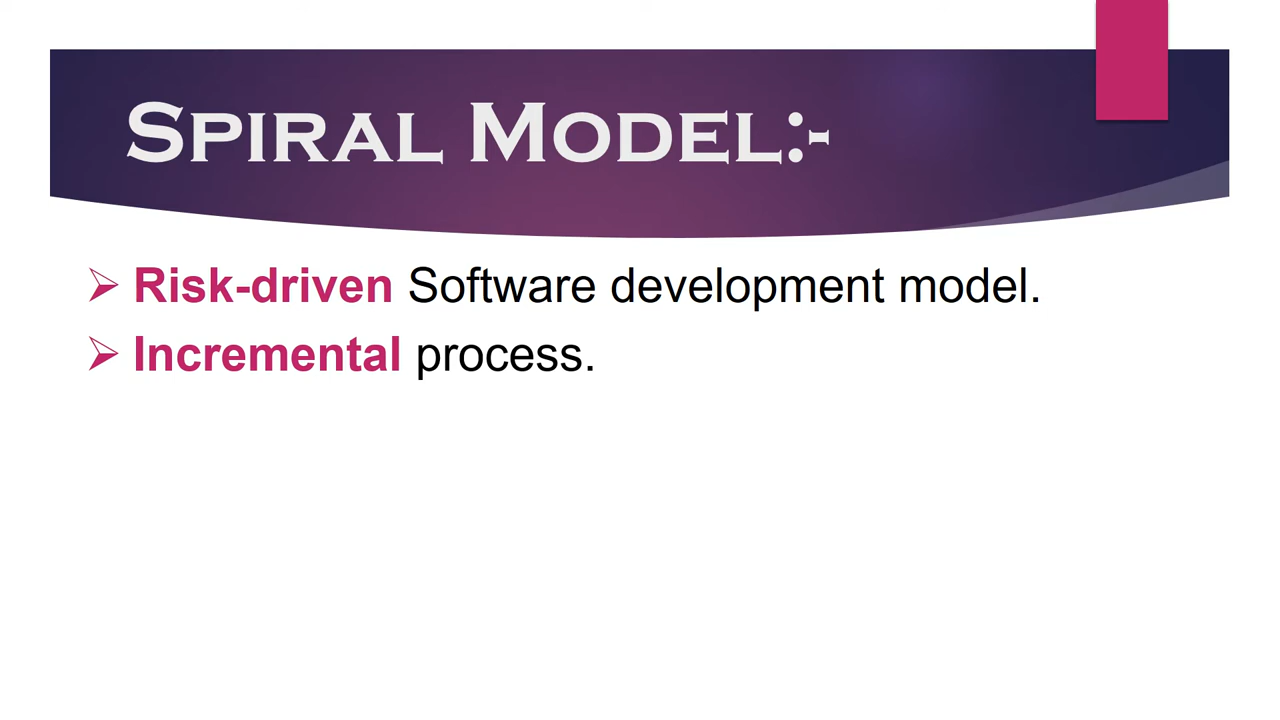 Spiral Model:-
➢ Risk-driven Software development model.
➢ Incremental process.